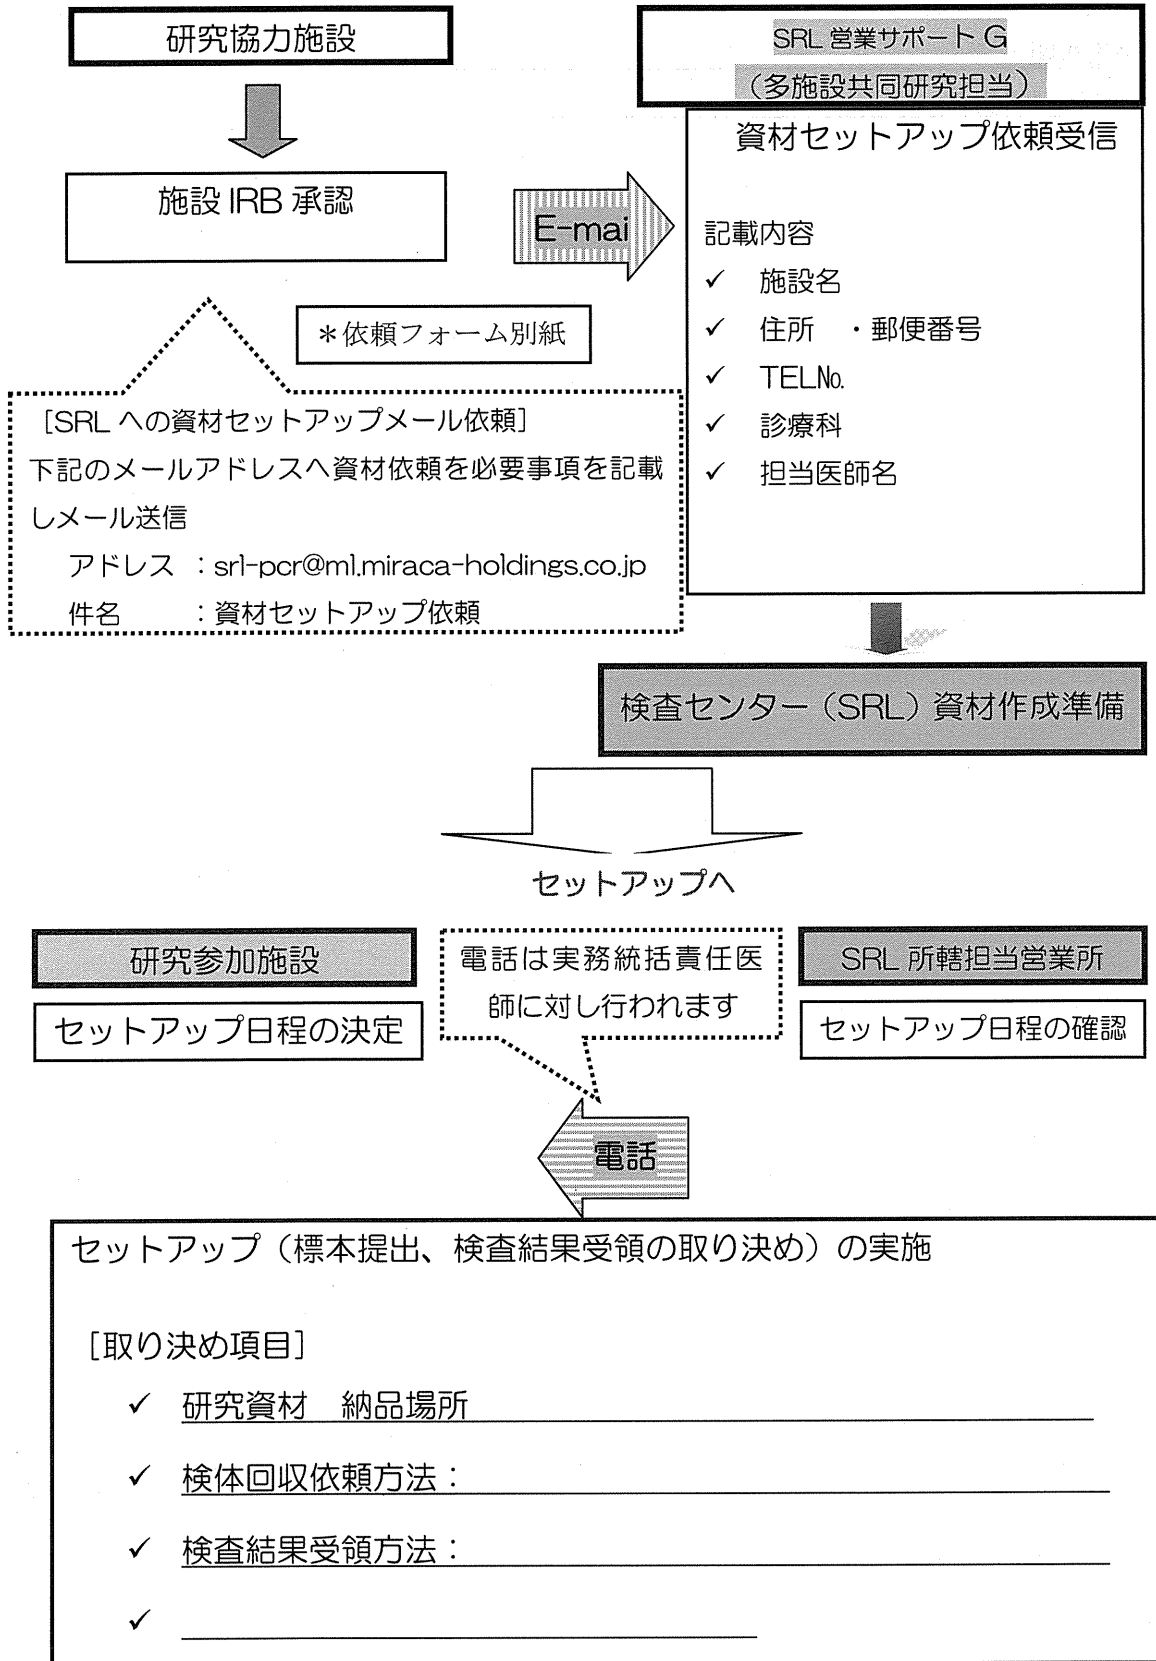 研究協力施設
施設 IRB 承認
＊依頼フォーム別紙
［SRL への資材セットアップメール依頼］
下記のメールアドレスへ資材依頼を必要事項を記載
しメール送信
アドレス ：srl-pcr@ml.miraca-holdings.co.jp
件名 ：資材セットアップ依頼
E-mai
SRL 営業サポート G
（多施設共同研究担当）
資材セットアップ依頼受信
記載内容
✓ 施設名
✓ 住所 ・郵便番号
✓ TEL№
✓ 診療科
✓ 担当医師名
検査センター（SRL）資材作成準備
セットアップへ
研究参加施設
セットアップ日程の決定
電話は実務統括責任医
師に対し行われます
SRL 所轄担当営業所
セットアップ日程の確認
電話
セットアップ（標本提出、検査結果受領の取り決め）の実施
［取り決め項目］
✓ 研究資材 納品場所
✓ 検体回収依頼方法：
✓ 検査結果受領方法：
✓